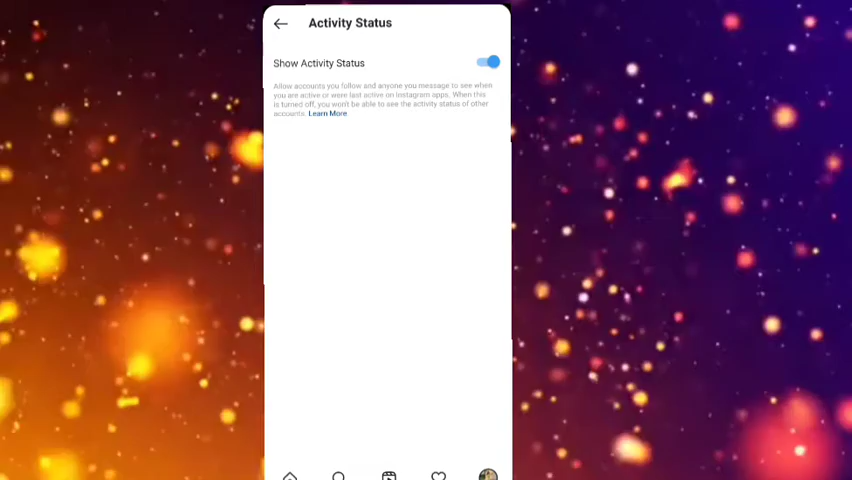 Activity Status
Show Activity Status
Allow accounts you follow and anyone you message to see when
you are active or were last active on Instagram apps. When this
is turned off, you won't be able to see the activity status of other
accounts. Learn More